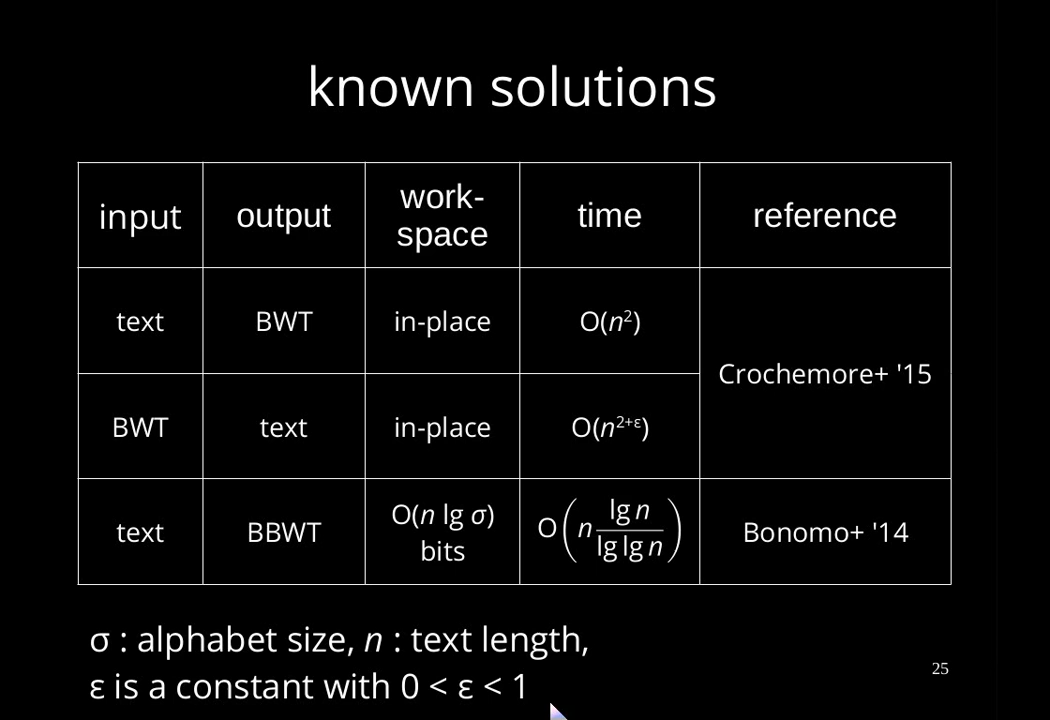 known solutions
input output work-space time reference
text BWT in-place O(n²) Crochemore+ '15
BWT text in-place O(n²⁺ᵋ)
text BBWT O(n lg σ) bits O(n lg n / lg lg n) Bonomo+ '14
σ : alphabet size, n : text length,
ε is a constant with 0 < ε < 1
25